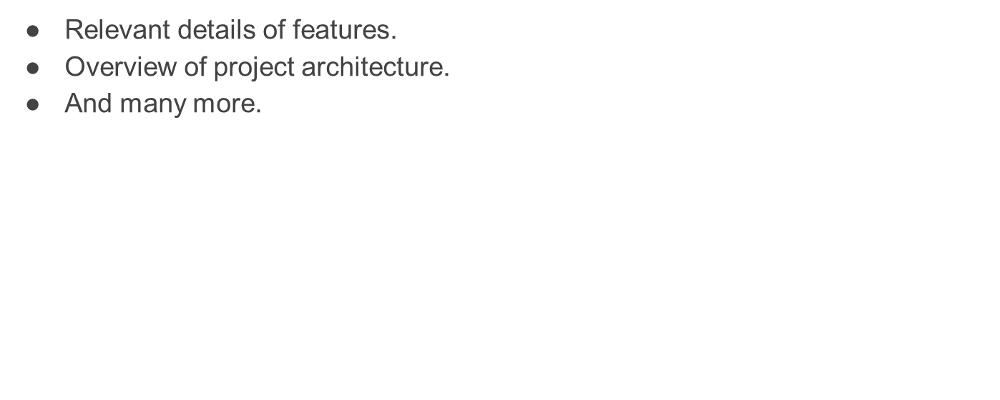 ● Relevant details of features.
● Overview of project architecture.
● And many more.